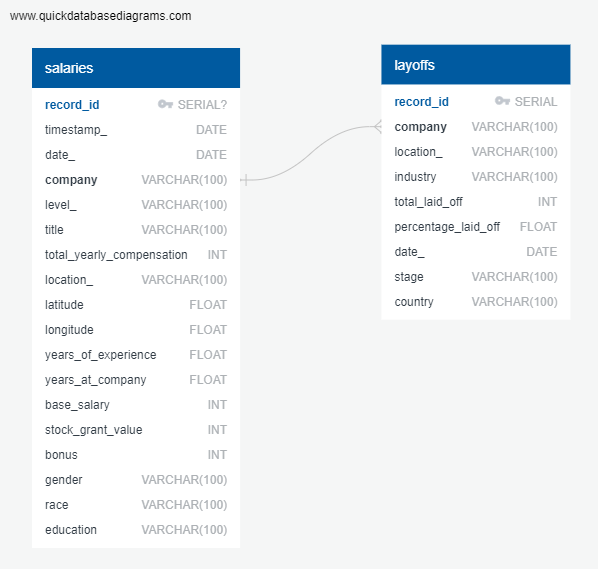 www.quickdatabasediagrams.com
salaries
record_id SERIAL?
timestamp_ DATE
date_ DATE
company VARCHAR(100)
level_ VARCHAR(100)
title VARCHAR(100)
total_yearly_compensation INT
location_ VARCHAR(100)
latitude FLOAT
longitude FLOAT
years_of_experience FLOAT
years_at_company FLOAT
base_salary INT
stock_grant_value INT
bonus INT
gender VARCHAR(100)
race VARCHAR(100)
education VARCHAR(100)
layoffs
record_id SERIAL
company VARCHAR(100)
location_ VARCHAR(100)
industry VARCHAR(100)
total_laid_off INT
percentage_laid_off FLOAT
date_ DATE
stage VARCHAR(100)
country VARCHAR(100)